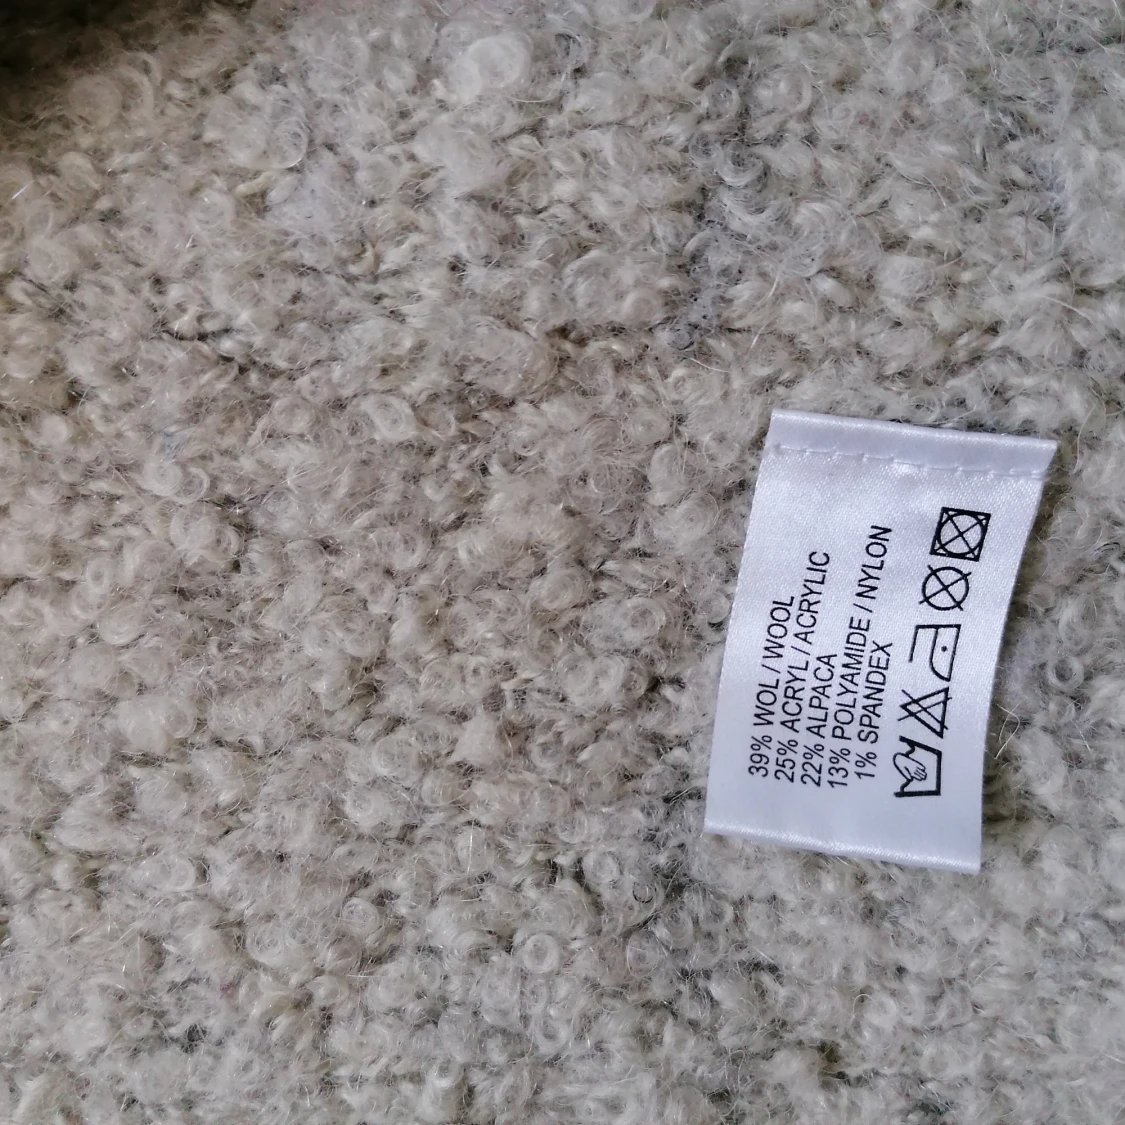 39% WOL / WOOL
25% ACRYL / ACRYLIC
22% ALPACA
13% POLYAMIDE / NYLON
1% SPANDEX